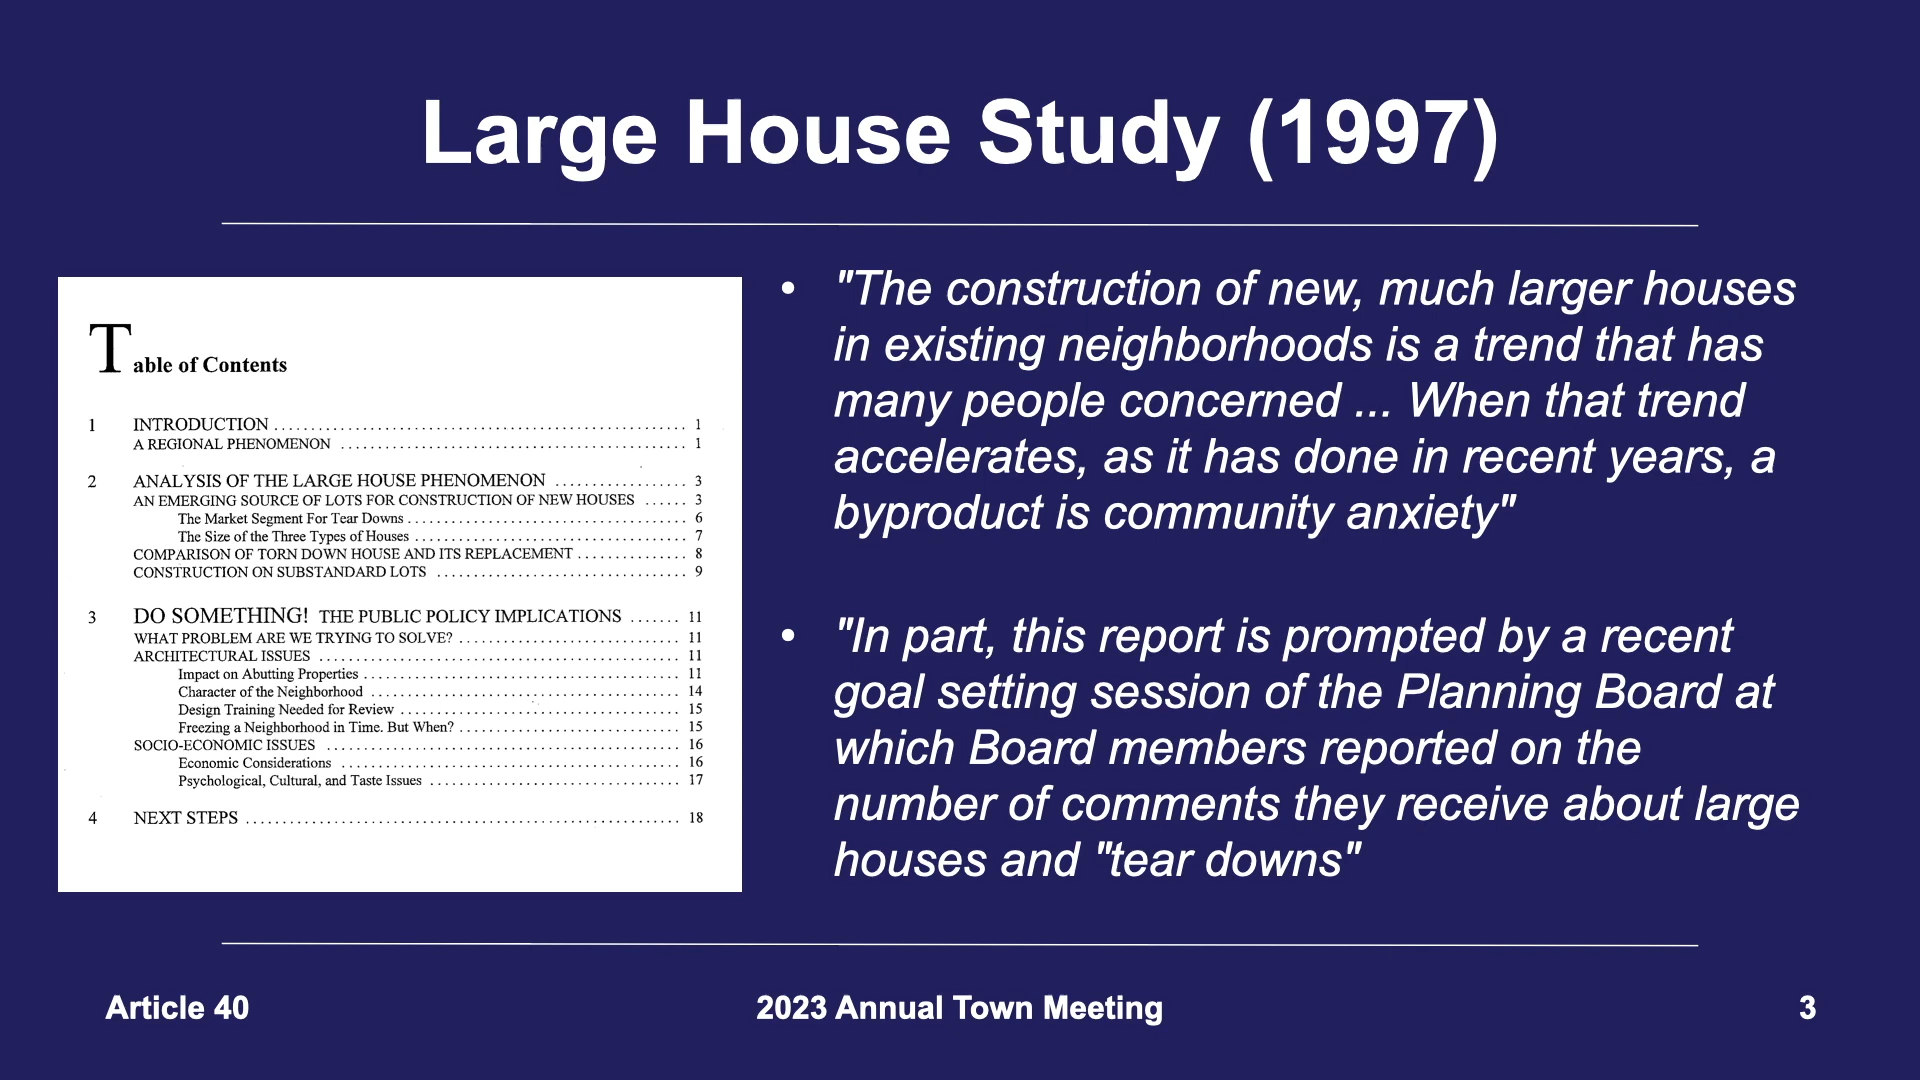 Large House Study (1997)
Table of Contents
1 INTRODUCTION ........................................................ 1
A REGIONAL PHENOMENON ............................................... 1
2 ANALYSIS OF THE LARGE HOUSE PHENOMENON .................. 3
AN EMERGING SOURCE OF LOTS FOR CONSTRUCTION OF NEW HOUSES ...... 3
The Market Segment For Tear Downs ...................................... 6
The Size of the Three Types of Houses ..................................... 7
COMPARISON OF TORN DOWN HOUSE AND ITS REPLACEMENT ............... 8
CONSTRUCTION ON SUBSTANDARD LOTS .................................. 9
3 DO SOMETHING! THE PUBLIC POLICY IMPLICATIONS ....... 11
WHAT PROBLEM ARE WE TRYING TO SOLVE? .............................. 11
ARCHITECTURAL ISSUES ................................................. 11
Impact on Abutting Properties ........................................... 11
Character of the Neighborhood .......................................... 14
Design Training Needed for Review ...................................... 15
Freezing a Neighborhood in Time. But When? .............................. 15
SOCIO-ECONOMIC ISSUES ................................................ 16
Economic Considerations .............................................. 16
Psychological, Cultural, and Taste Issues .................................. 17
4 NEXT STEPS ........................................................... 18
• "The construction of new, much larger houses
in existing neighborhoods is a trend that has
many people concerned ... When that trend
accelerates, as it has done in recent years, a
byproduct is community anxiety"
• "In part, this report is prompted by a recent
goal setting session of the Planning Board at
which Board members reported on the
number of comments they receive about large
houses and "tear downs"
Article 40
2023 Annual Town Meeting
3